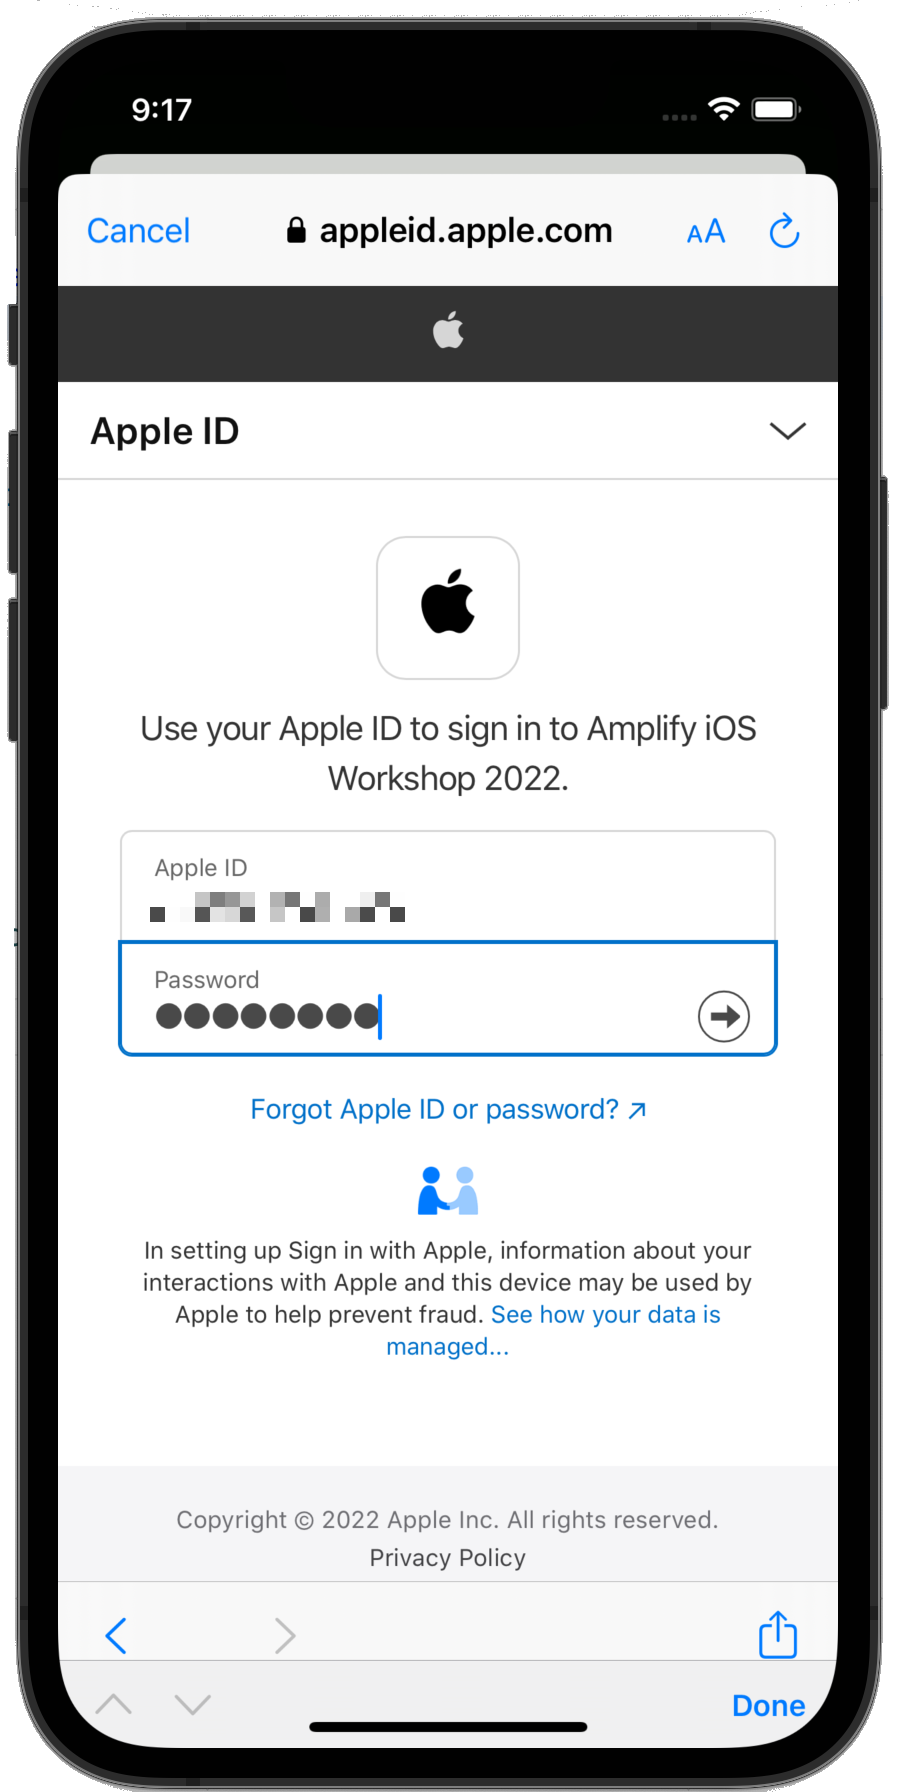 9:17
Cancel appleid.apple.com AA
Apple ID
Use your Apple ID to sign in to Amplify iOS
Workshop 2022.
Apple ID
Password
Forgot Apple ID or password? ↗
In setting up Sign in with Apple, information about your
interactions with Apple and this device may be used by
Apple to help prevent fraud. See how your data is
managed...
Copyright © 2022 Apple Inc. All rights reserved.
Privacy Policy
Done